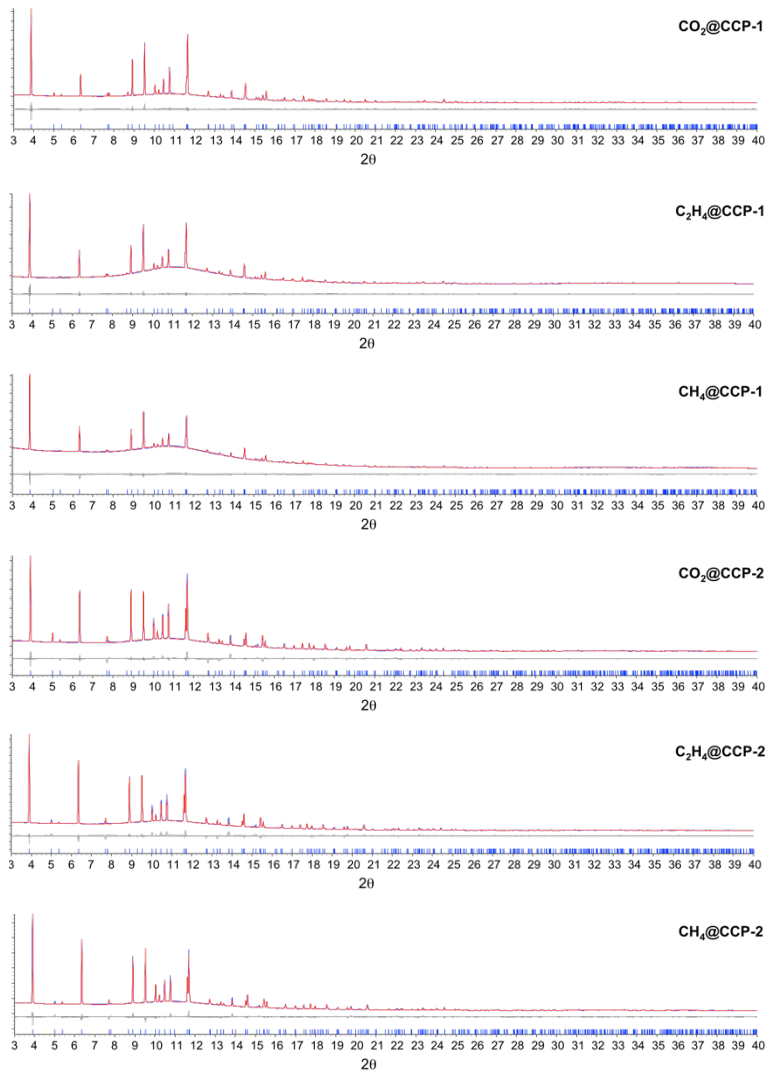 CO₂@CCP-1
3 4 5 6 7 8 9 10 11 12 13 14 15 16 17 18 19 20 21 22 23 24 25 26 27 28 29 30 31 32 33 34 35 36 37 38 39 40
2θ
C₂H₄@CCP-1
3 4 5 6 7 8 9 10 11 12 13 14 15 16 17 18 19 20 21 22 23 24 25 26 27 28 29 30 31 32 33 34 35 36 37 38 39 40
2θ
CH₄@CCP-1
3 4 5 6 7 8 9 10 11 12 13 14 15 16 17 18 19 20 21 22 23 24 25 26 27 28 29 30 31 32 33 34 35 36 37 38 39 40
2θ
CO₂@CCP-2
3 4 5 6 7 8 9 10 11 12 13 14 15 16 17 18 19 20 21 22 23 24 25 26 27 28 29 30 31 32 33 34 35 36 37 38 39 40
2θ
C₂H₄@CCP-2
3 4 5 6 7 8 9 10 11 12 13 14 15 16 17 18 19 20 21 22 23 24 25 26 27 28 29 30 31 32 33 34 35 36 37 38 39 40
2θ
CH₄@CCP-2
3 4 5 6 7 8 9 10 11 12 13 14 15 16 17 18 19 20 21 22 23 24 25 26 27 28 29 30 31 32 33 34 35 36 37 38 39 40
2θ